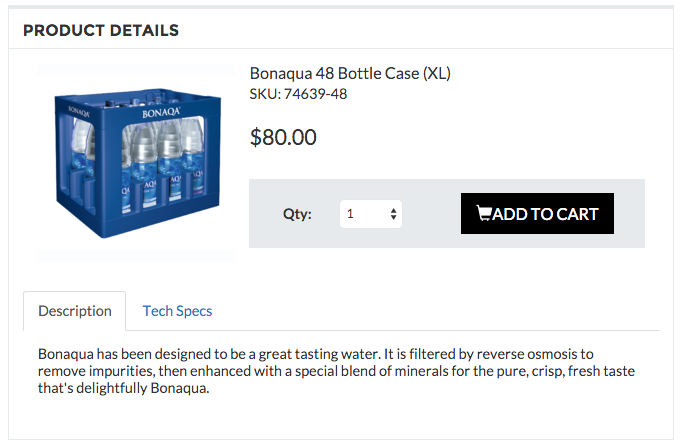 PRODUCT DETAILS
Bonaqua 48 Bottle Case (XL)
SKU: 74639-48
$80.00
BONAQA
Qty:
1
ADD TO CART
Description
Tech Specs
Bonaqua has been designed to be a great tasting water. It is filtered by reverse osmosis to
remove impurities, then enhanced with a special blend of minerals for the pure, crisp, fresh taste
that's delightfully Bonaqua.